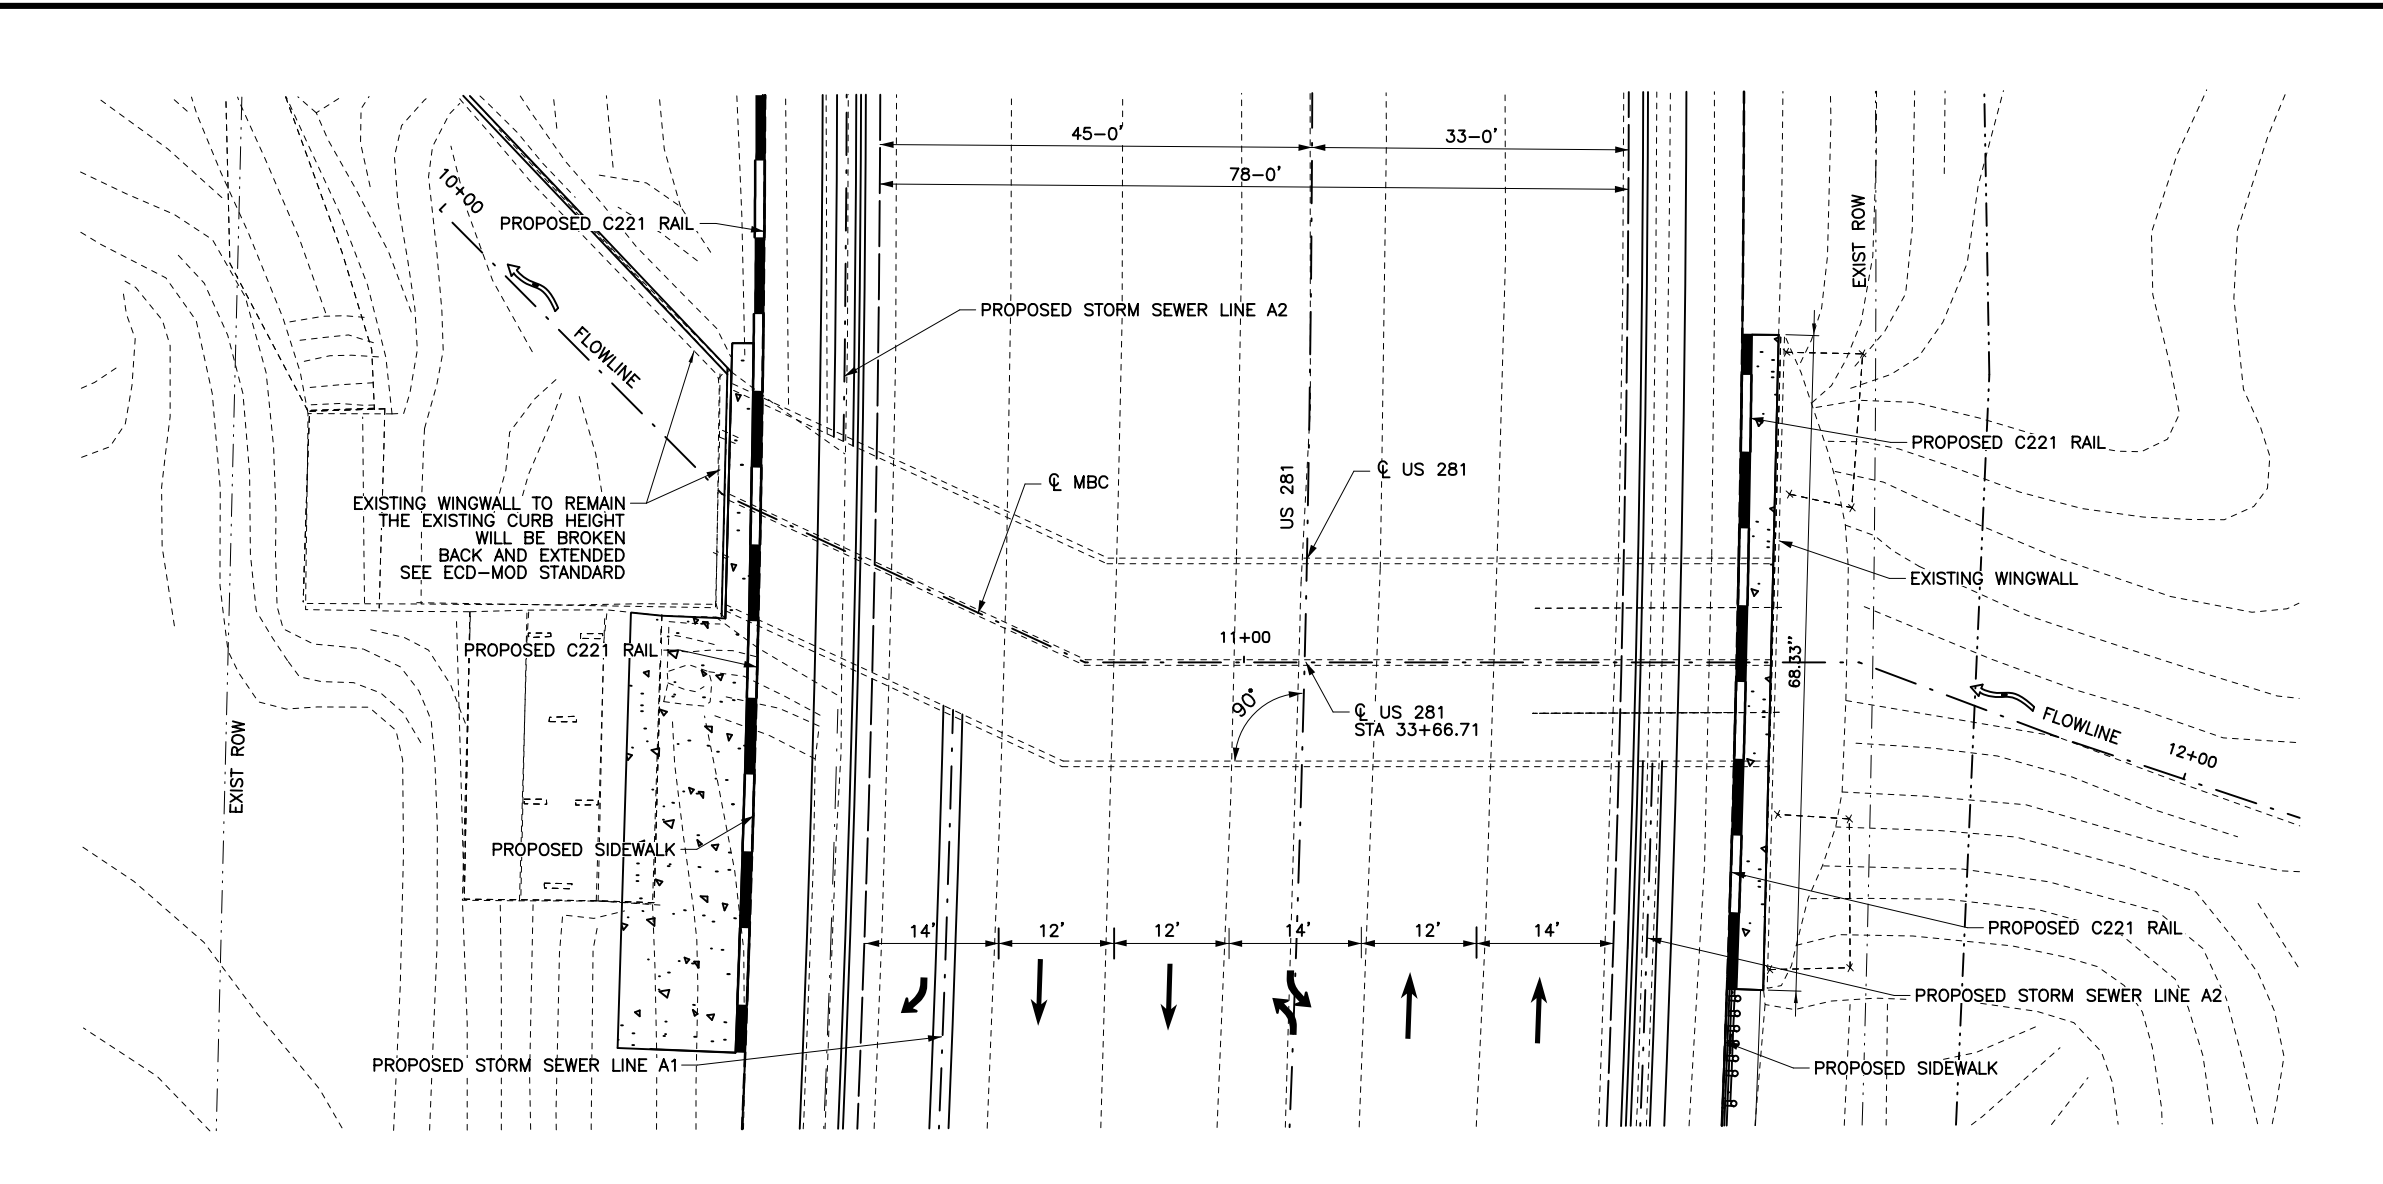 45-0'
33-0'
78-0'
10+00
PROPOSED C221 RAIL
EXIST ROW
PROPOSED STORM SEWER LINE A2
FLOWLINE
PROPOSED C221 RAIL
℄ MBC
US 281
℄ US 281
EXISTING WINGWALL TO REMAIN
THE EXISTING CURB HEIGHT
WILL BE BROKEN
BACK AND EXTENDED
SEE ECD-MOD STANDARD
EXISTING WINGWALL
11+00
PROPOSED C221 RAIL
68.33"
90°
℄ US 281
STA 33+66.71
FLOWLINE
12+00
EXIST ROW
PROPOSED SIDEWALK
14'
12'
12'
14'
12'
14'
PROPOSED C221 RAIL
PROPOSED STORM SEWER LINE A2
PROPOSED STORM SEWER LINE A1
PROPOSED SIDEWALK